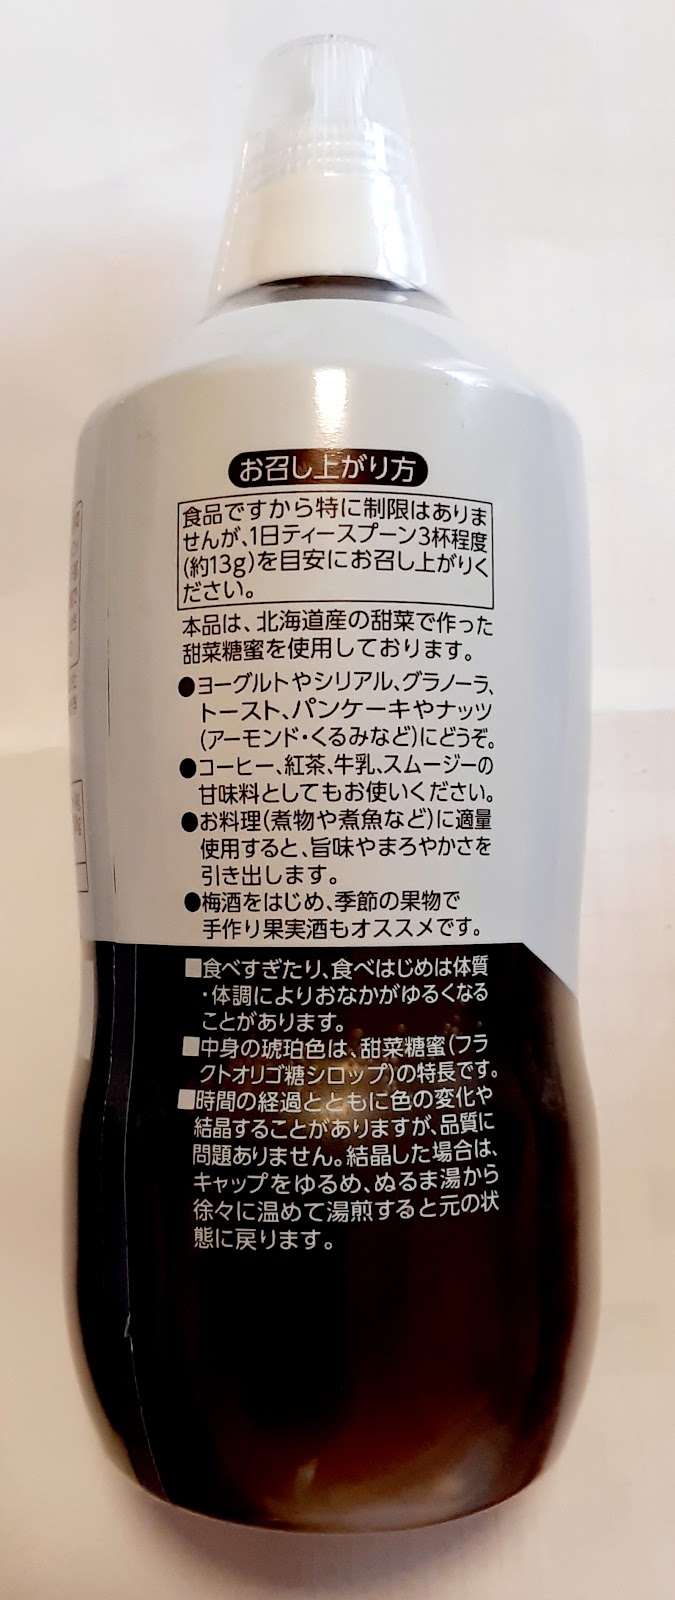 お召し上がり方
食品ですから特に制限はありま
せんが、1日ティースプーン3杯程度
(約13g)を目安にお召し上がりく
ださい。
本品は、北海道産の甜菜で作った
甜菜糖蜜を使用しております。
●ヨーグルトやシリアル、グラノーラ、
トースト、パンケーキやナッツ
(アーモンド・くるみなど)にどうぞ。
●コーヒー、紅茶、牛乳、スムージーの
甘味料としてもお使いください。
●お料理(煮物や煮魚など)に適量
使用すると、旨味やまろやかさを
引き出します。
●梅酒をはじめ、季節の果物で
手作り果実酒もオススメです。
■食べすぎたり、食べはじめは体質
・体調によりおなかがゆるくなる
ことがあります。
■中身の琥珀色は、甜菜糖蜜(フラ
クトオリゴ糖シロップ)の特長です。
■時間の経過とともに色の変化や
結晶することがありますが、品質に
問題ありません。結晶した場合は、
キャップをゆるめ、ぬるま湯から
徐々に温めて湯煎すると元の状
態に戻ります。